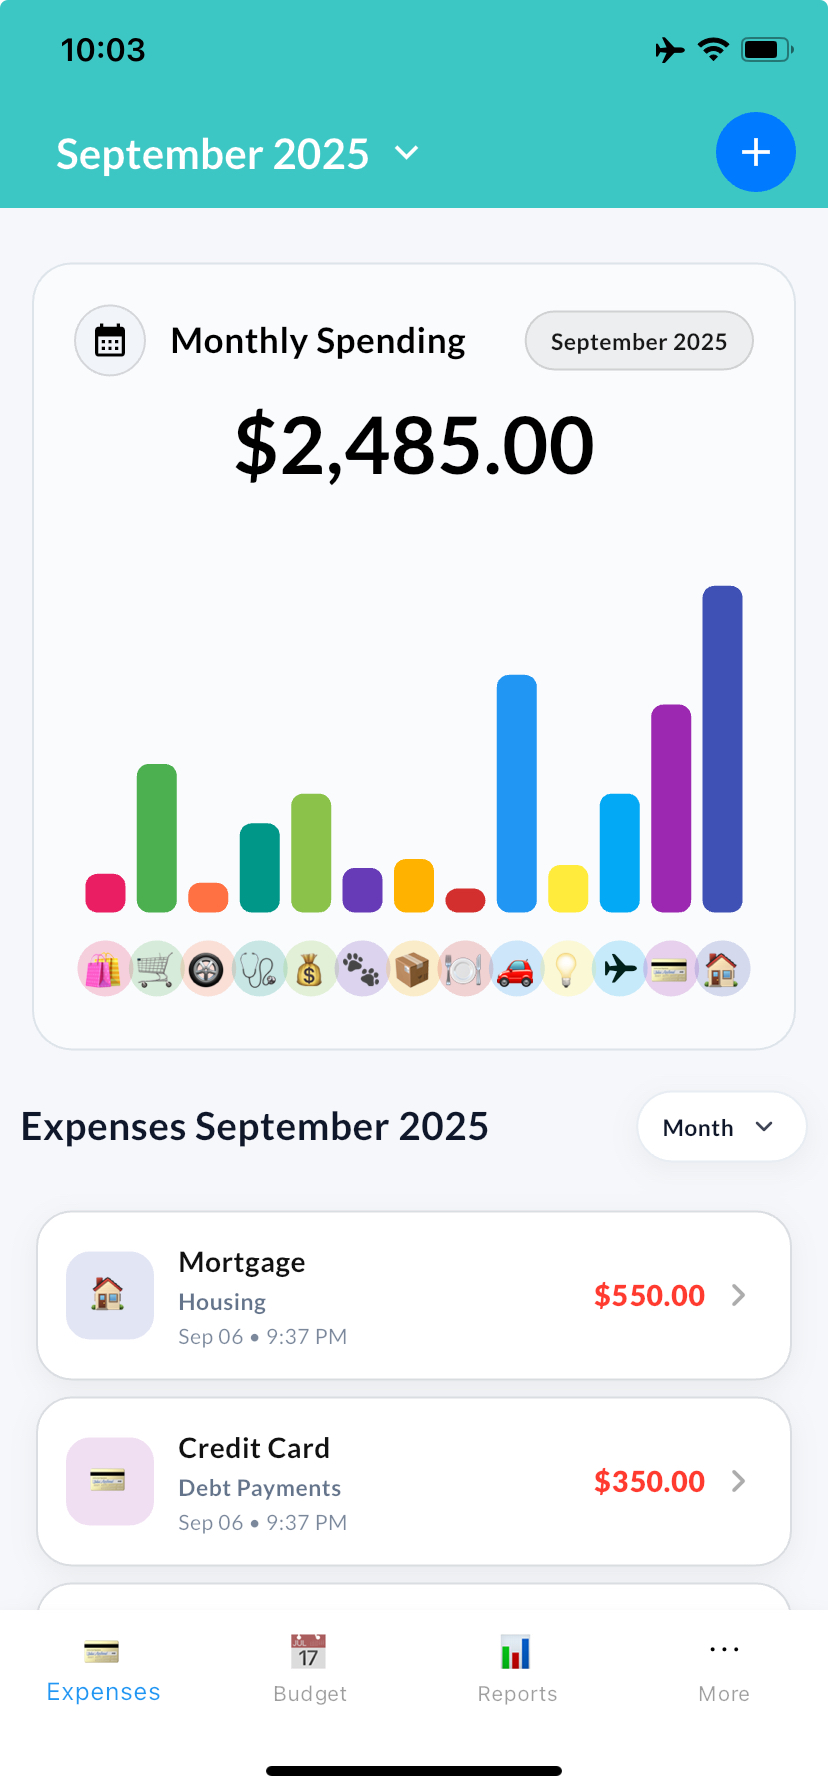 10:03
September 2025
Monthly Spending
September 2025
$2,485.00
Expenses September 2025
Month
Mortgage
Housing
Sep 06 • 9:37 PM
$550.00
Credit Card
Debt Payments
Sep 06 • 9:37 PM
$350.00
JUL
17
Expenses
Budget
Reports
More